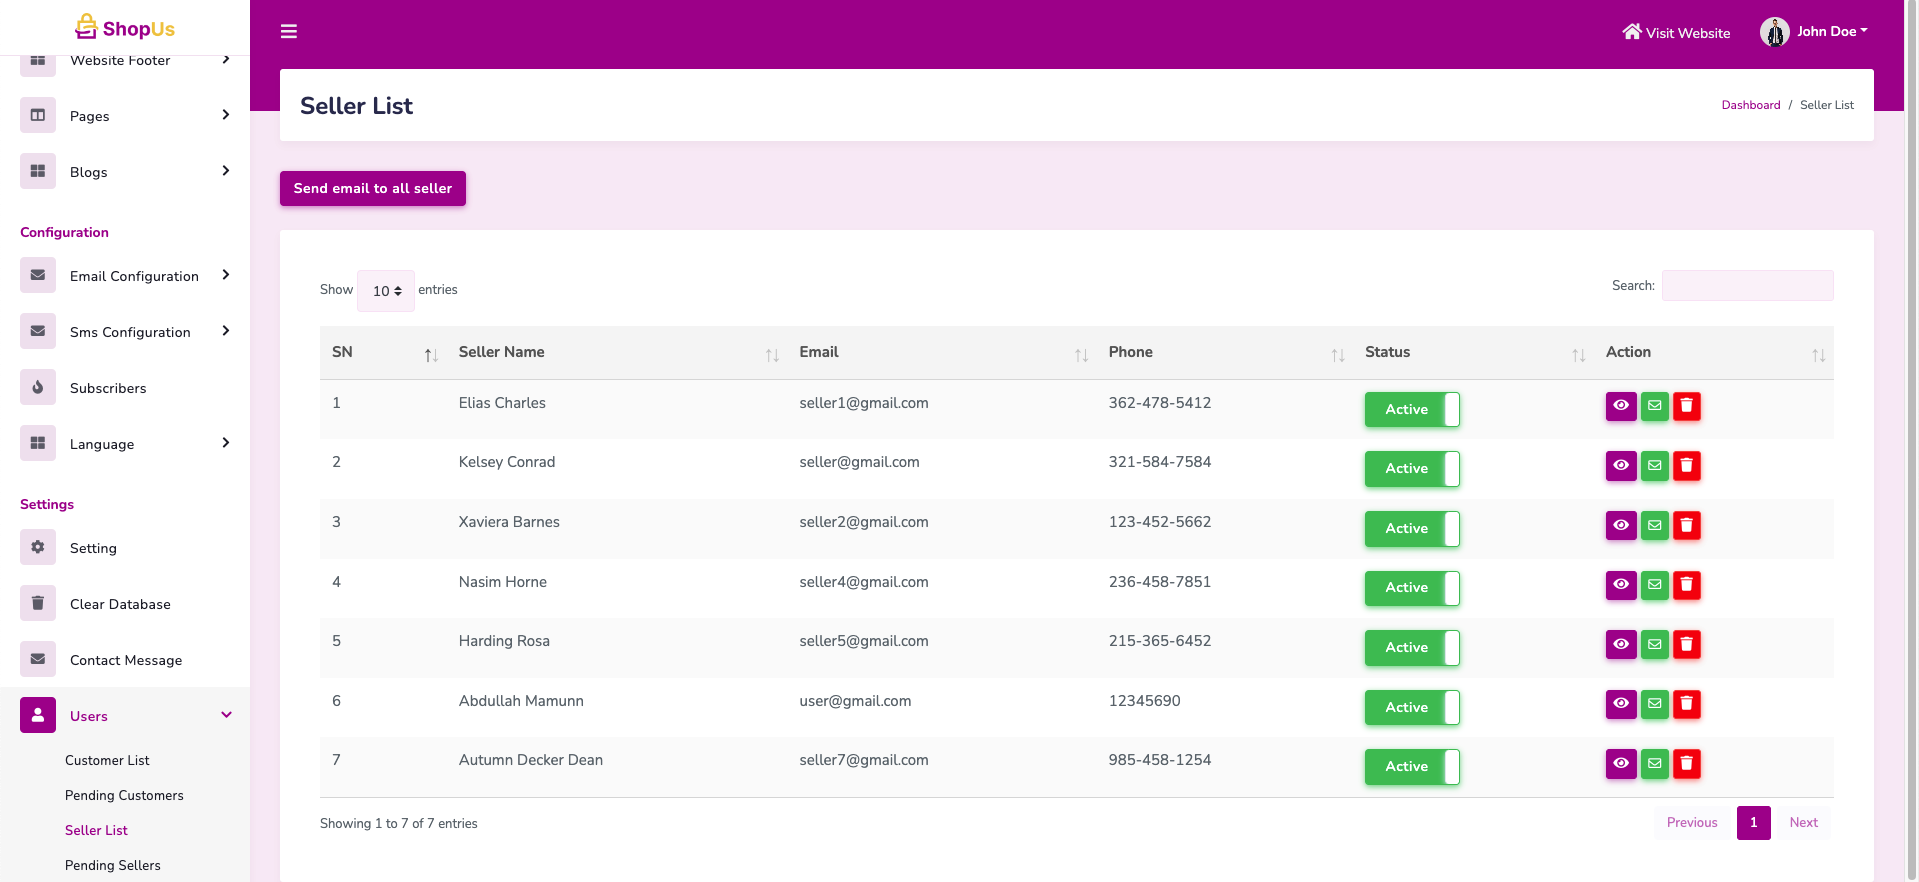 ShopUs
Visit Website
John Doe
Website Footer
Pages
Blogs
Configuration
Email Configuration
Sms Configuration
Subscribers
Language
Settings
Setting
Clear Database
Contact Message
Users
Customer List
Pending Customers
Seller List
Pending Sellers
Seller List
Dashboard / Seller List
Send email to all seller
Show 10 entries
Search:
SN Seller Name Email Phone Status Action
1 Elias Charles seller1@gmail.com 362-478-5412 Active
2 Kelsey Conrad seller@gmail.com 321-584-7584 Active
3 Xaviera Barnes seller2@gmail.com 123-452-5662 Active
4 Nasim Horne seller4@gmail.com 236-458-7851 Active
5 Harding Rosa seller5@gmail.com 215-365-6452 Active
6 Abdullah Mamunn user@gmail.com 12345690 Active
7 Autumn Decker Dean seller7@gmail.com 985-458-1254 Active
Showing 1 to 7 of 7 entries
Previous 1 Next